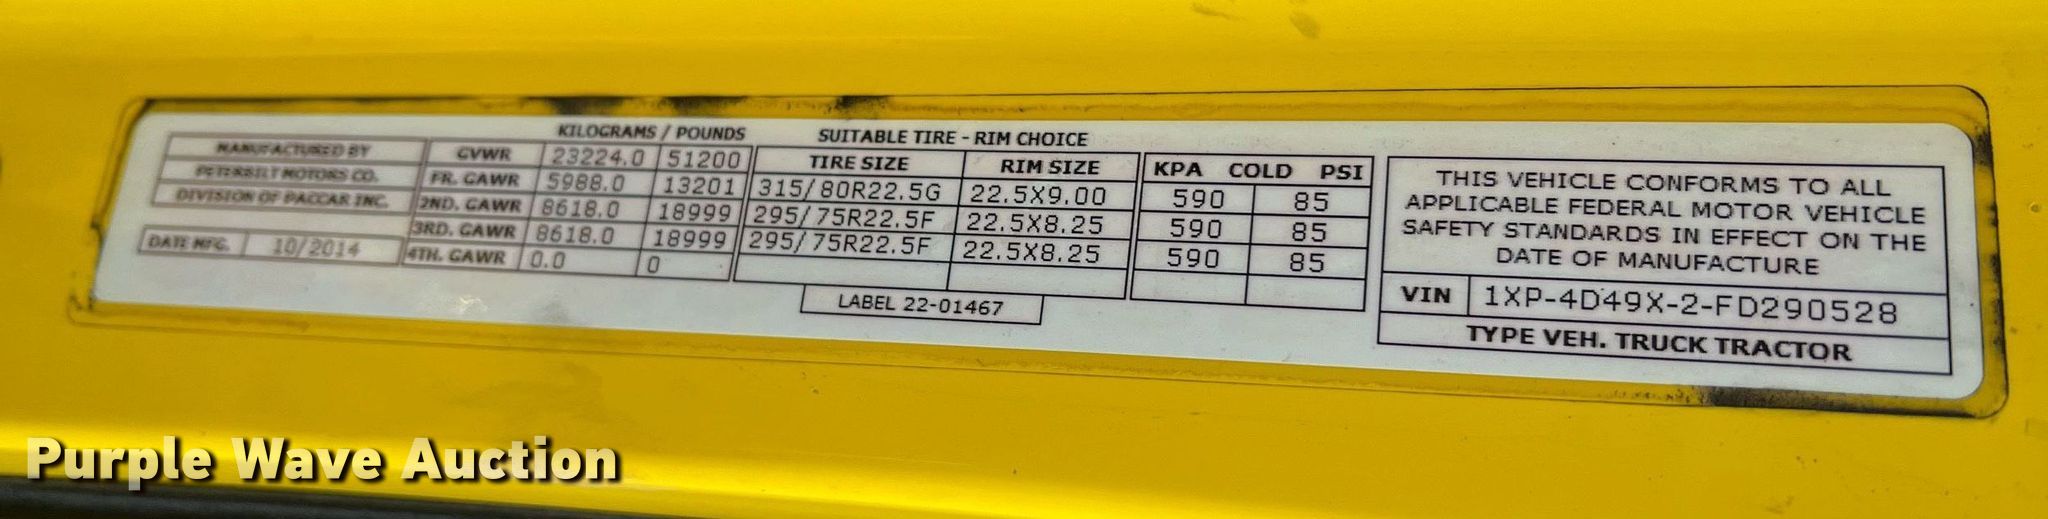 KILOGRAMS / POUNDS
SUITABLE TIRE - RIM CHOICE
MANUFACTURED BY
PETERBILT MOTORS CO.
DIVISION OF PACCAR INC.
DATE MFG. 10/2014
GVWR 23224.0 51200
FR. GAWR 5988.0 13201
2ND. GAWR 8618.0 18999
3RD. GAWR 8618.0 18999
4TH. GAWR 0.0 0
TIRE SIZE RIM SIZE
315/80R22.5G 22.5X9.00
295/75R22.5F 22.5X8.25
295/75R22.5F 22.5X8.25
LABEL 22-01467
KPA COLD PSI
590 85
590 85
590 85
THIS VEHICLE CONFORMS TO ALL
APPLICABLE FEDERAL MOTOR VEHICLE
SAFETY STANDARDS IN EFFECT ON THE
DATE OF MANUFACTURE
VIN 1XP-4D49X-2-FD290528
TYPE VEH. TRUCK TRACTOR
Purple Wave Auction